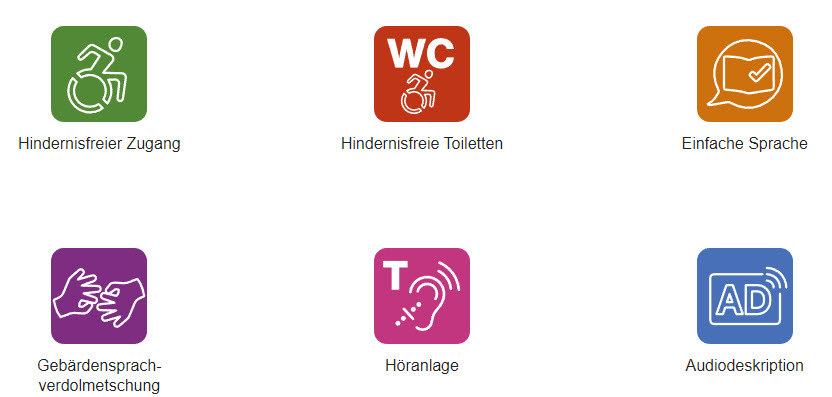 WC
Hindernisfreier Zugang
Hindernisfreie Toiletten
Einfache Sprache
T
AD
Gebärdensprach-
verdolmetschung
Höranlage
Audiodeskription